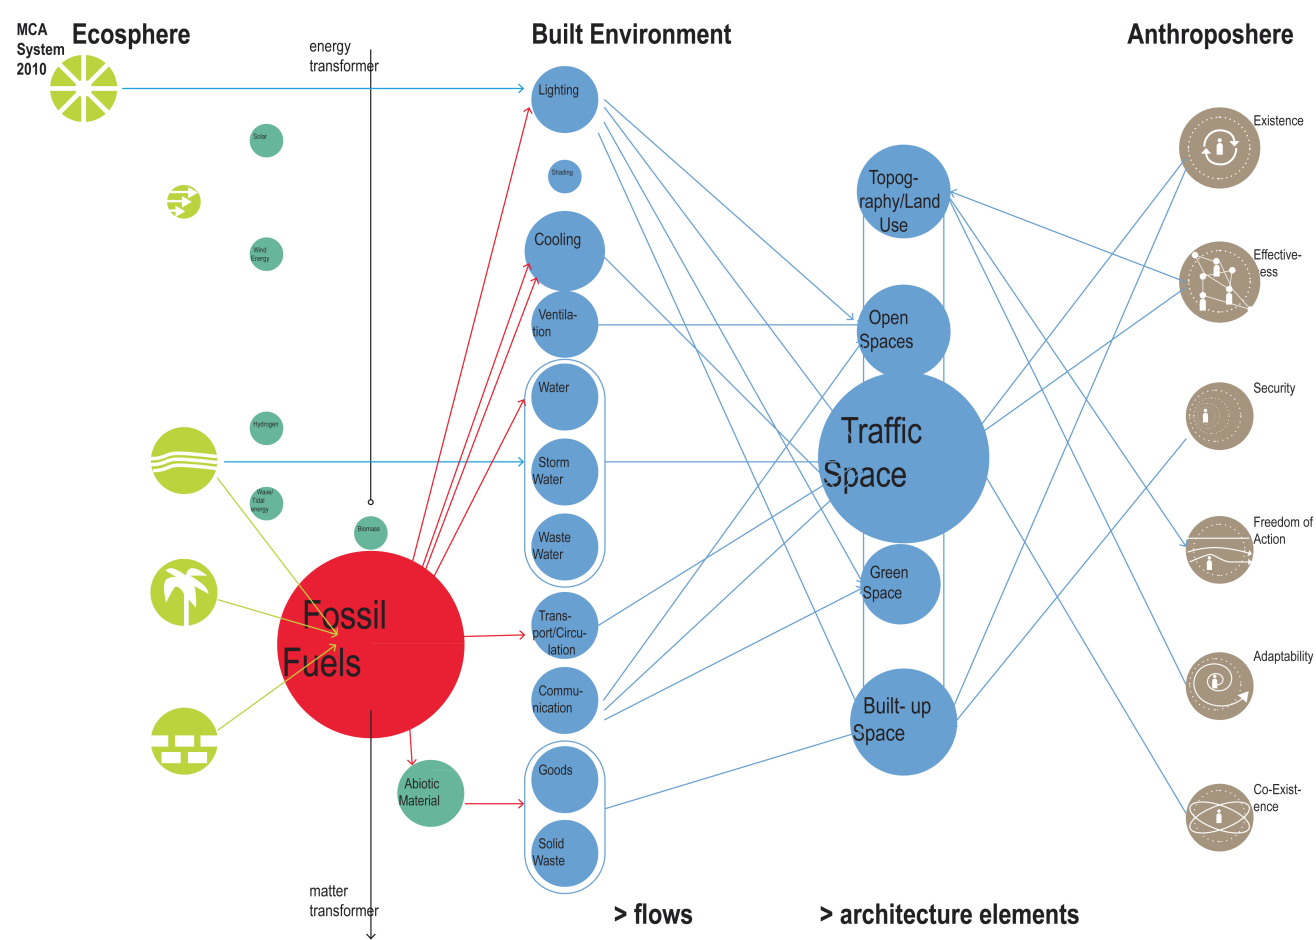 MCA
System
2010
Ecosphere
energy
transformer
Built Environment
Anthroposhere
Solar
Wind
Energy
Hydrogen
Wave/
Tidal
energy
Biomass
Fossil
Fuels
Abiotic
Material
matter
transformer
Lighting
Shading
Cooling
Ventila-
tion
Water
Storm
Water
Waste
Water
Trans-
port/Circu-
lation
Commu-
nication
Goods
Solid
Waste
> flows
Topog-
raphy/Land
Use
Open
Spaces
Traffic
Space
Green
Space
Built- up
Space
> architecture elements
Existence
Effective-
ess
Security
Freedom of
Action
Adaptability
Co-Exist-
ence